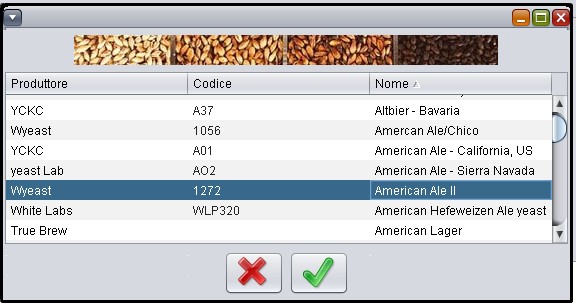 Produttore Codice Nome
YCKC A37 Altbier - Bavaria
Wyeast 1056 Amercan Ale/Chico
YCKC A01 American Ale - California, US
yeast Lab AO2 American Ale - Sierra Navada
Wyeast 1272 American Ale II
White Labs WLP320 American Hefeweizen Ale yeast
True Brew American Lager